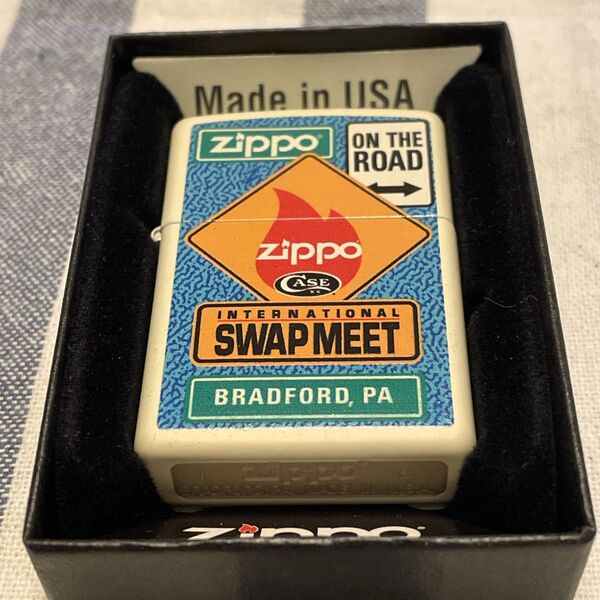 Made in USA
zippo
ON THE
ROAD
zippo
CASE
XX
INTERNATIONAL
SWAP MEET
BRADFORD, PA
zippo
zippo